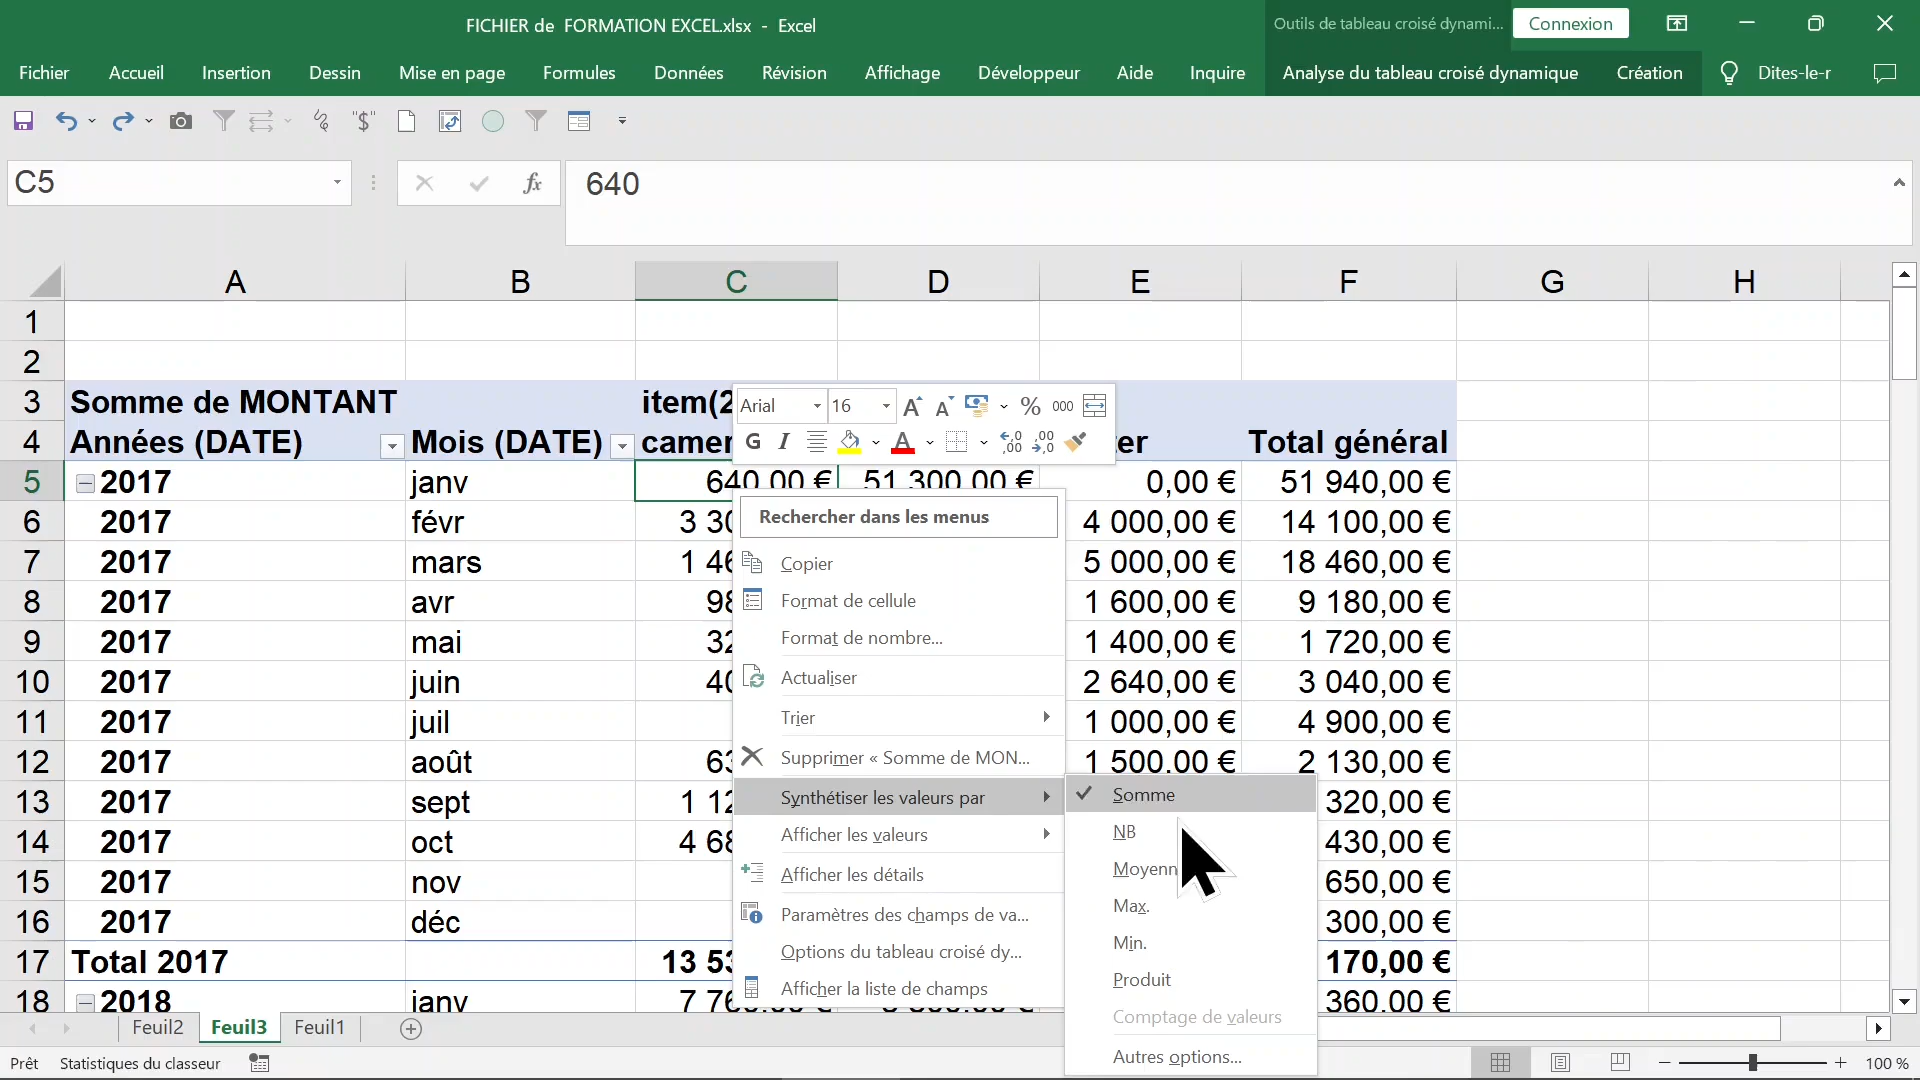 FICHIER de FORMATION EXCEL.xlsx - Excel
Outils de tableau croisé dynami...
Connexion
Fichier Accueil Insertion Dessin Mise en page Formules Données Révision Affichage Développeur Aide Inquire Analyse du tableau croisé dynamique Création Dites-le-r
"$"
C5 fx 640
A B C D E F G H
1
2
3 Somme de MONTANT item(2
4 Années (DATE) Mois (DATE) camer ter Total général
Arial 16 A A % 000
G I A ,00 ,00
5 2017 janv 640,00 € 51 300,00 € 0,00 € 51 940,00 €
6 2017 févr 3 30 4 000,00 € 14 100,00 €
7 2017 mars 1 46 5 000,00 € 18 460,00 €
8 2017 avr 98 1 600,00 € 9 180,00 €
9 2017 mai 32 1 400,00 € 1 720,00 €
10 2017 juin 40 2 640,00 € 3 040,00 €
11 2017 juil 1 000,00 € 4 900,00 €
12 2017 août 63 1 500,00 € 2 130,00 €
13 2017 sept 1 12 320,00 €
14 2017 oct 4 68 430,00 €
15 2017 nov 650,00 €
16 2017 déc 300,00 €
17 Total 2017 13 53 170,00 €
18 2018 janv 7 76 360,00 €
Rechercher dans les menus
Copier
Format de cellule
Format de nombre...
Actualiser
Trier
Supprimer « Somme de MON...
Synthétiser les valeurs par
Afficher les valeurs
Afficher les détails
Paramètres des champs de va...
Options du tableau croisé dy...
Afficher la liste de champs
Somme
NB
Moyenn
Max.
Min.
Produit
Comptage de valeurs
Autres options...
Feuil2 Feuil3 Feuil1
Prêt Statistiques du classeur 100 %